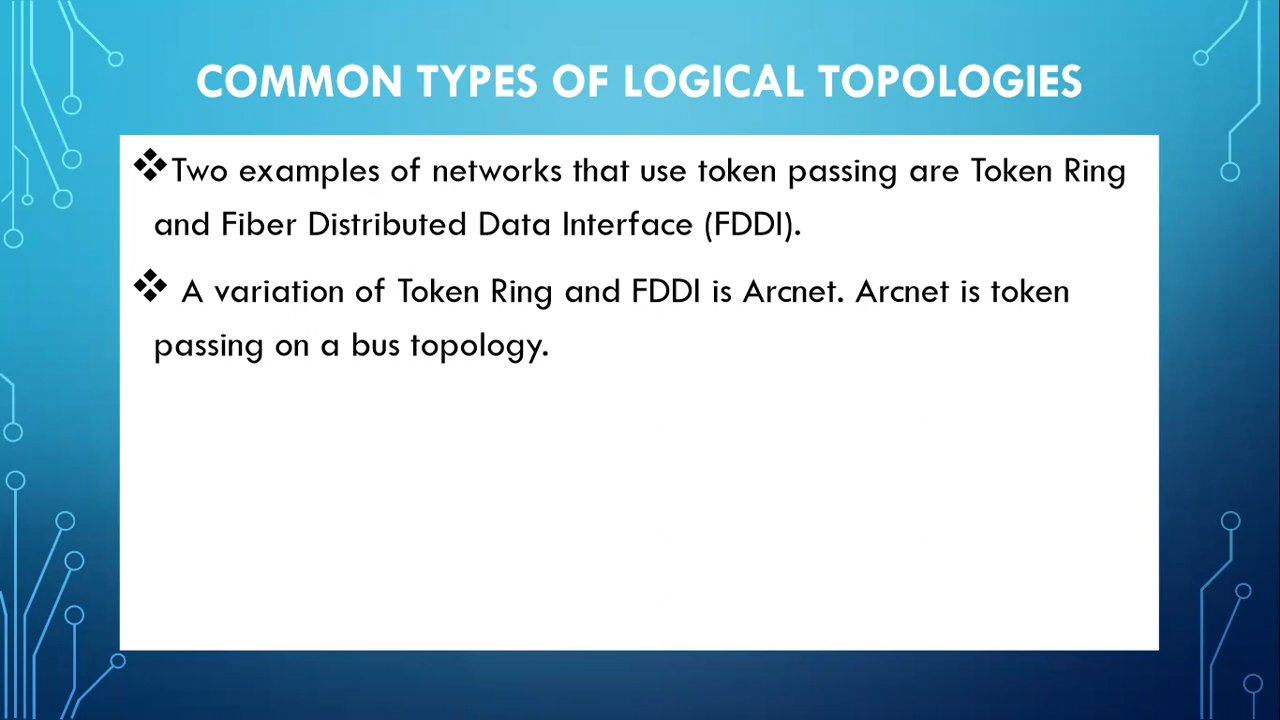 COMMON TYPES OF LOGICAL TOPOLOGIES
❖Two examples of networks that use token passing are Token Ring
and Fiber Distributed Data Interface (FDDI).
❖ A variation of Token Ring and FDDI is Arcnet. Arcnet is token
passing on a bus topology.